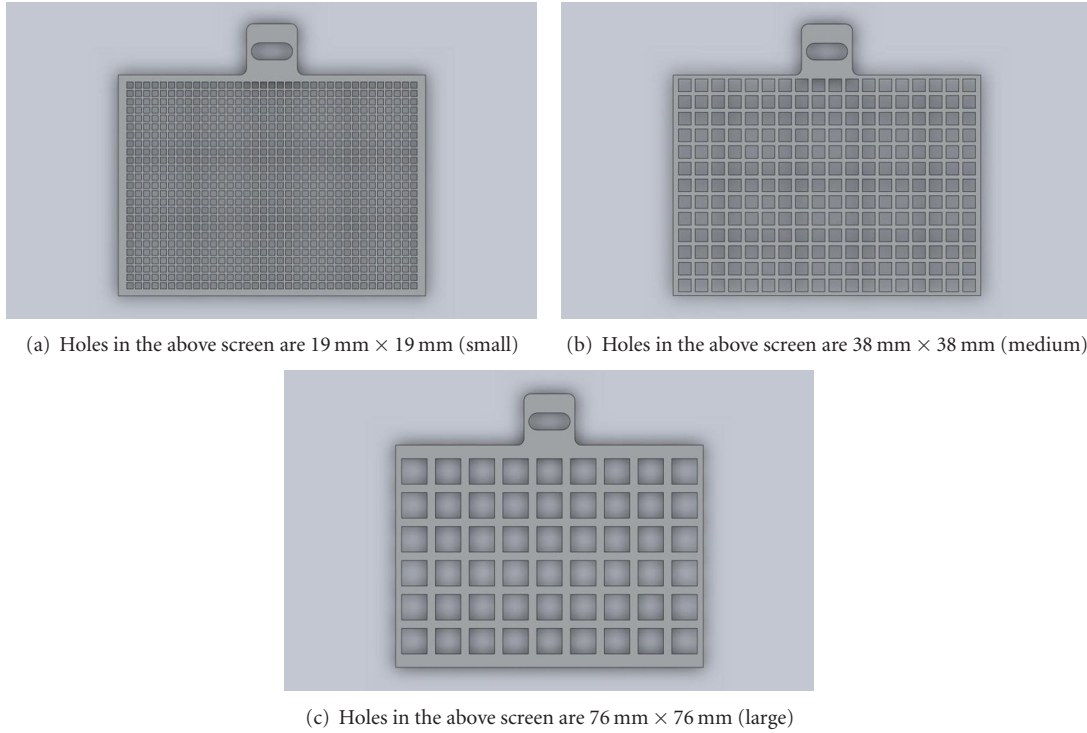 (a) Holes in the above screen are 19 mm × 19 mm (small)
(b) Holes in the above screen are 38 mm × 38 mm (medium)
(c) Holes in the above screen are 76 mm × 76 mm (large)